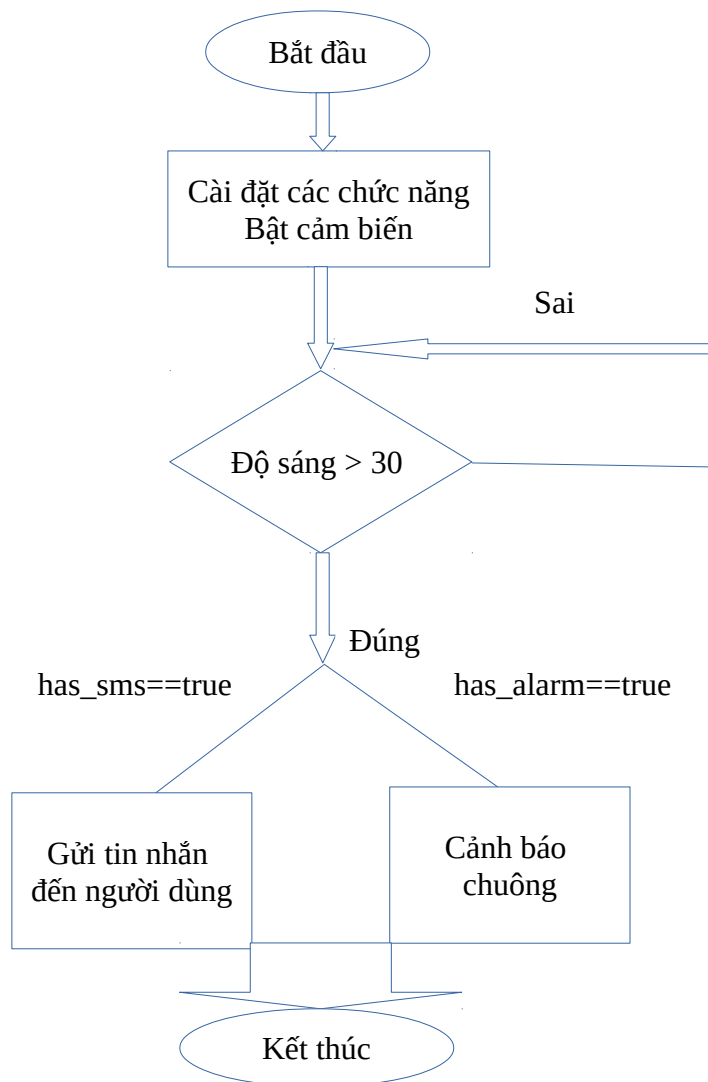 Bắt đầu
Cài đặt các chức năng
Bật cảm biến
Sai
Độ sáng > 30
Đúng
has_sms==true
has_alarm==true
Gửi tin nhắn
đến người dùng
Cảnh báo
chuông
Kết thúc